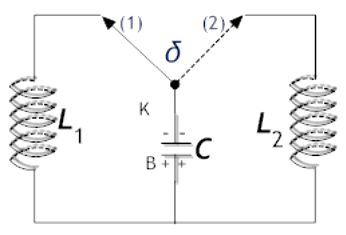 (1) (2)
δ
K
L1 C L2
- -
B + +